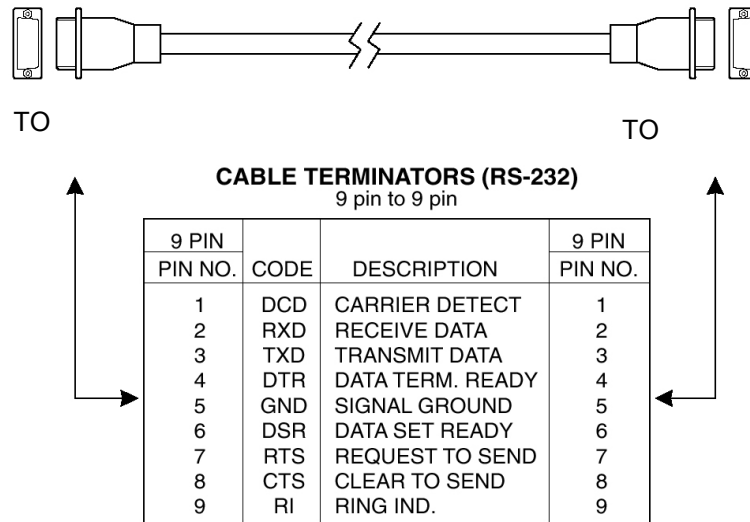 TO
TO
CABLE TERMINATORS (RS-232)
9 pin to 9 pin
9 PIN 9 PIN
PIN NO. CODE DESCRIPTION PIN NO.
1 DCD CARRIER DETECT 1
2 RXD RECEIVE DATA 2
3 TXD TRANSMIT DATA 3
4 DTR DATA TERM. READY 4
5 GND SIGNAL GROUND 5
6 DSR DATA SET READY 6
7 RTS REQUEST TO SEND 7
8 CTS CLEAR TO SEND 8
9 RI RING IND. 9